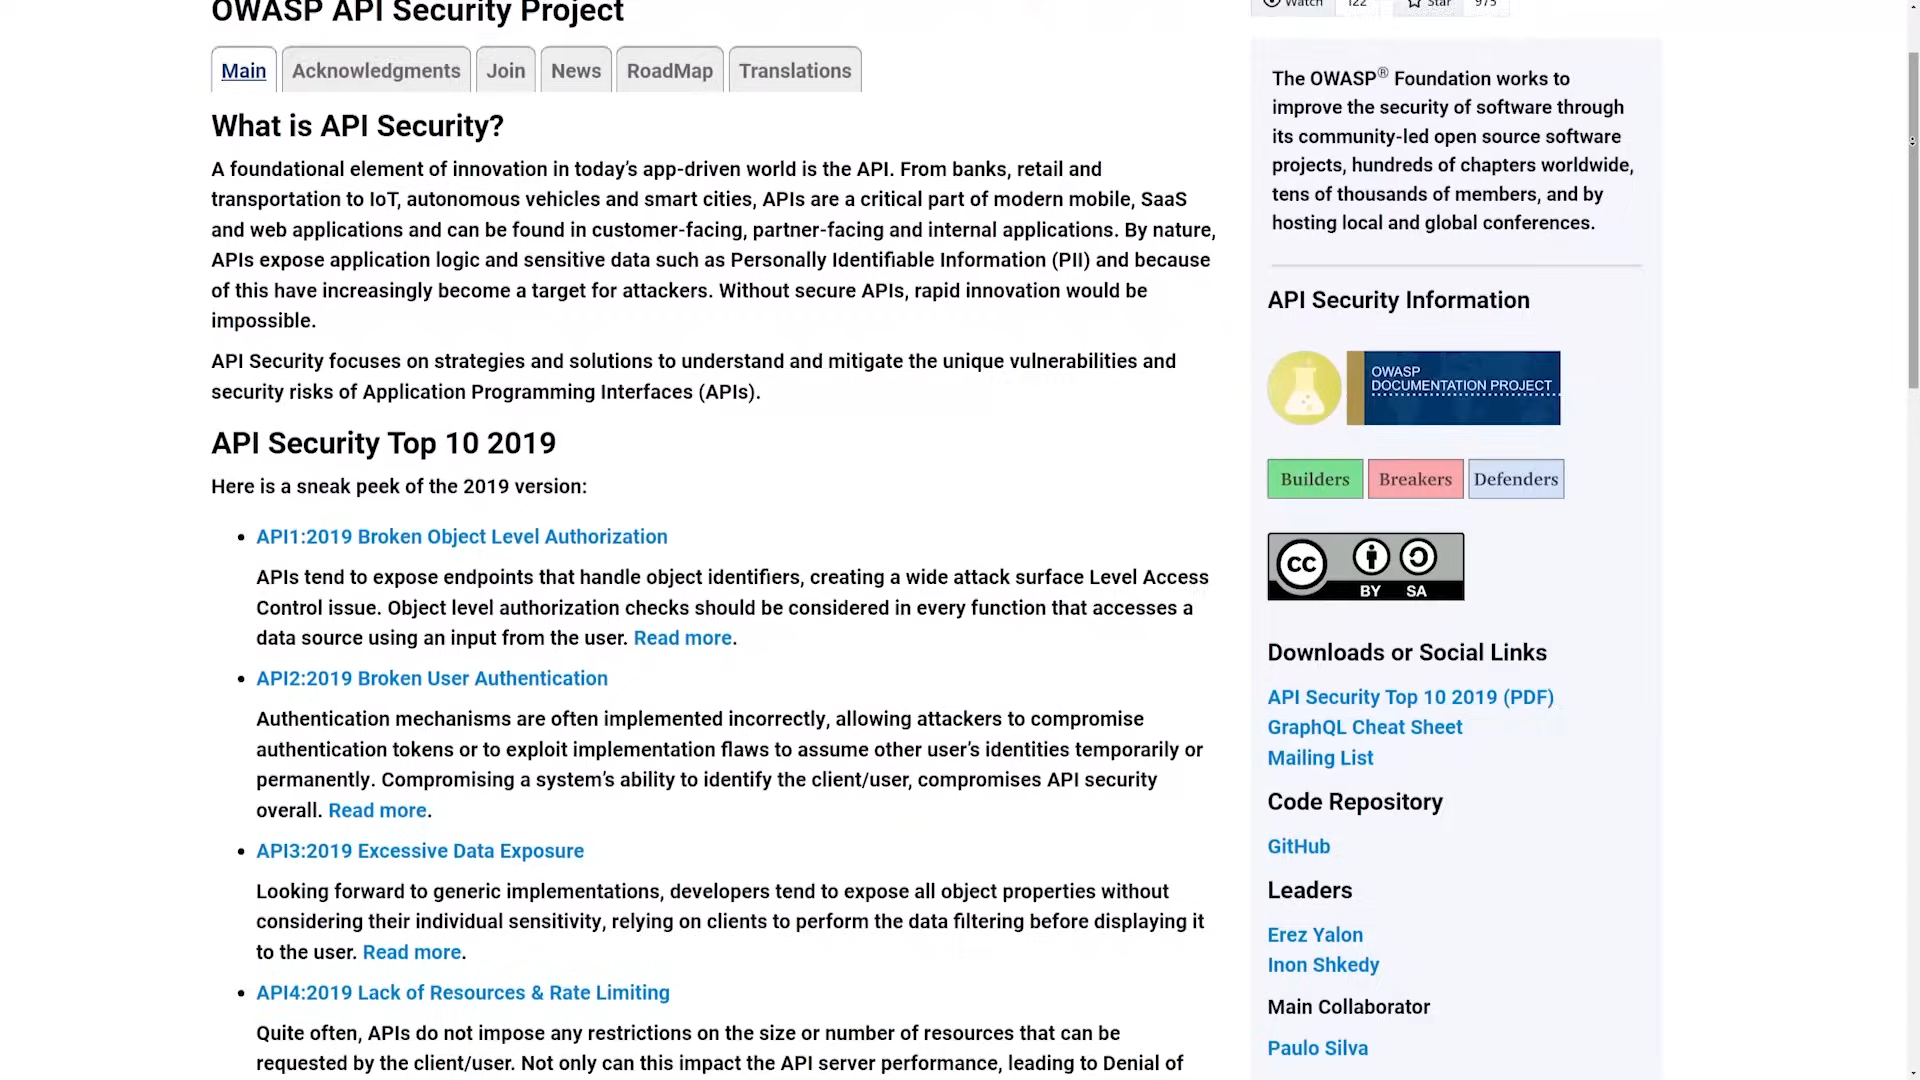 OWASP API Security Project
Watch 122 Star 975
Main Acknowledgments Join News RoadMap Translations
What is API Security?
A foundational element of innovation in today’s app-driven world is the API. From banks, retail and
transportation to IoT, autonomous vehicles and smart cities, APIs are a critical part of modern mobile, SaaS
and web applications and can be found in customer-facing, partner-facing and internal applications. By nature,
APIs expose application logic and sensitive data such as Personally Identifiable Information (PII) and because
of this have increasingly become a target for attackers. Without secure APIs, rapid innovation would be
impossible.
API Security focuses on strategies and solutions to understand and mitigate the unique vulnerabilities and
security risks of Application Programming Interfaces (APIs).
API Security Top 10 2019
Here is a sneak peek of the 2019 version:
API1:2019 Broken Object Level Authorization
APIs tend to expose endpoints that handle object identifiers, creating a wide attack surface Level Access
Control issue. Object level authorization checks should be considered in every function that accesses a
data source using an input from the user. Read more.
API2:2019 Broken User Authentication
Authentication mechanisms are often implemented incorrectly, allowing attackers to compromise
authentication tokens or to exploit implementation flaws to assume other user’s identities temporarily or
permanently. Compromising a system’s ability to identify the client/user, compromises API security
overall. Read more.
API3:2019 Excessive Data Exposure
Looking forward to generic implementations, developers tend to expose all object properties without
considering their individual sensitivity, relying on clients to perform the data filtering before displaying it
to the user. Read more.
API4:2019 Lack of Resources & Rate Limiting
Quite often, APIs do not impose any restrictions on the size or number of resources that can be
requested by the client/user. Not only can this impact the API server performance, leading to Denial of
The OWASP® Foundation works to
improve the security of software through
its community-led open source software
projects, hundreds of chapters worldwide,
tens of thousands of members, and by
hosting local and global conferences.
API Security Information
OWASP
DOCUMENTATION PROJECT
Builders Breakers Defenders
CC
BY SA
Downloads or Social Links
API Security Top 10 2019 (PDF)
GraphQL Cheat Sheet
Mailing List
Code Repository
GitHub
Leaders
Erez Yalon
Inon Shkedy
Main Collaborator
Paulo Silva